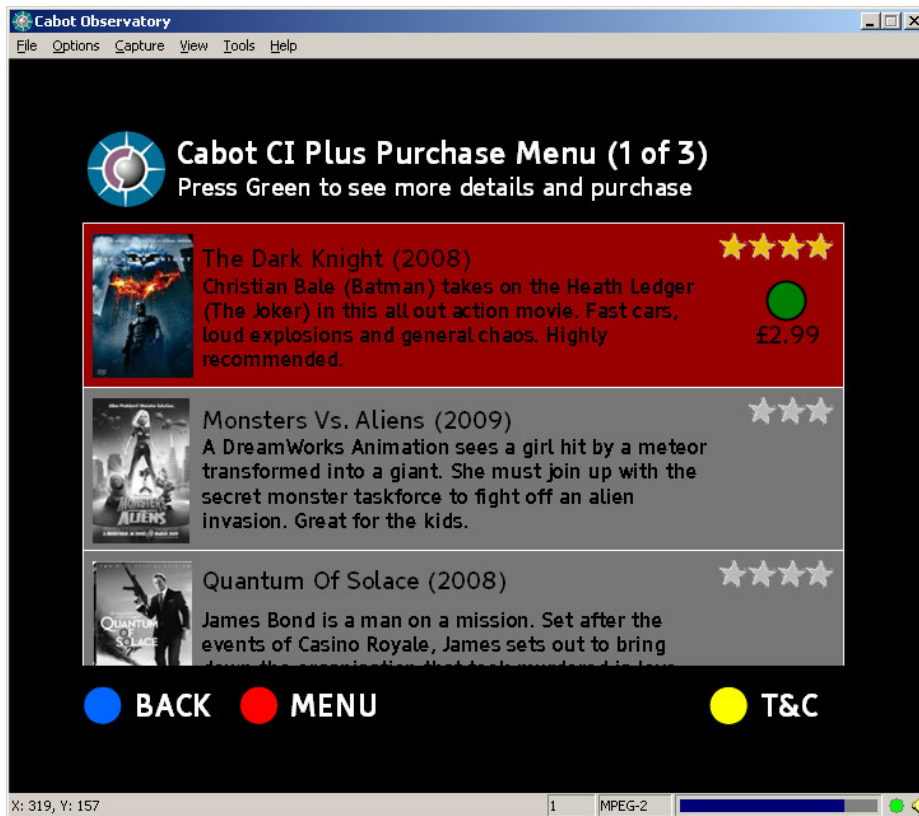 Cabot Observatory
File Options Capture View Tools Help
Cabot CI Plus Purchase Menu (1 of 3)
Press Green to see more details and purchase
The Dark Knight (2008)
Christian Bale (Batman) takes on the Heath Ledger
(The Joker) in this all out action movie. Fast cars,
loud explosions and general chaos. Highly
recommended.
£2.99
Monsters Vs. Aliens (2009)
A DreamWorks Animation sees a girl hit by a meteor
transformed into a giant. She must join up with the
secret monster taskforce to fight off an alien
invasion. Great for the kids.
MONSTERS
ALIENS
Quantum Of Solace (2008)
James Bond is a man on a mission. Set after the
events of Casino Royale, James sets out to bring
QUANTUM
OF
SOLACE
BACK MENU T&C
X: 319, Y: 157 1 MPEG-2